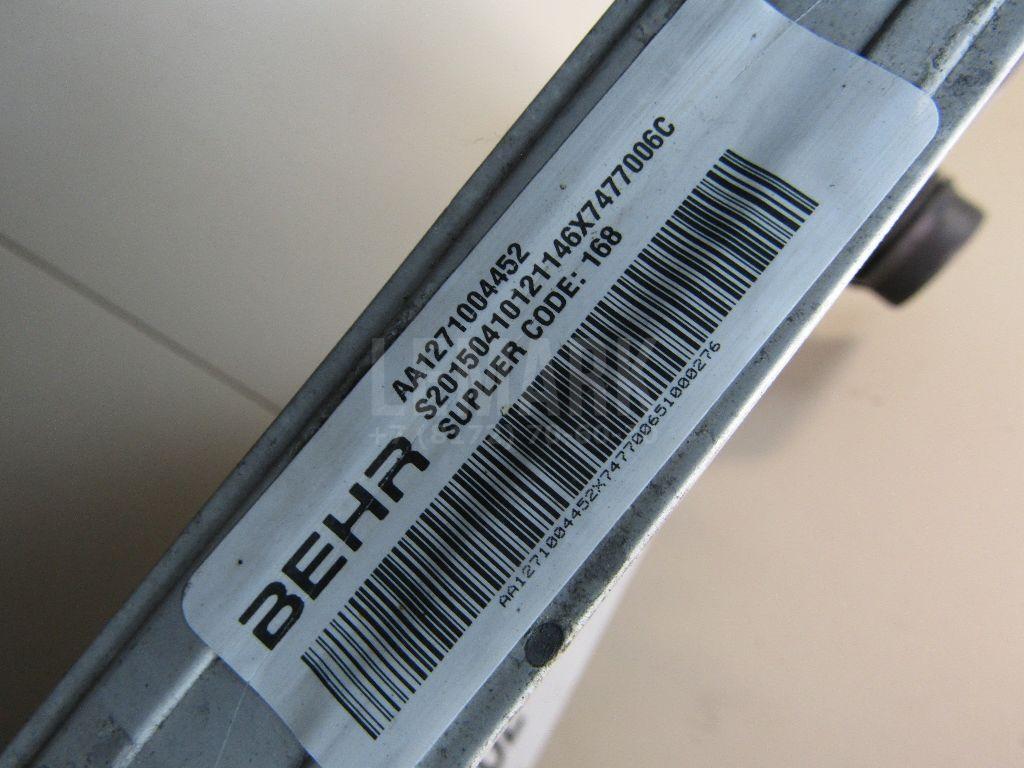 BEHR
AA1271004452
S2015041012114 6X7477006C
SUPLIER CODE: 168
AA1271004452X7477006510002​76